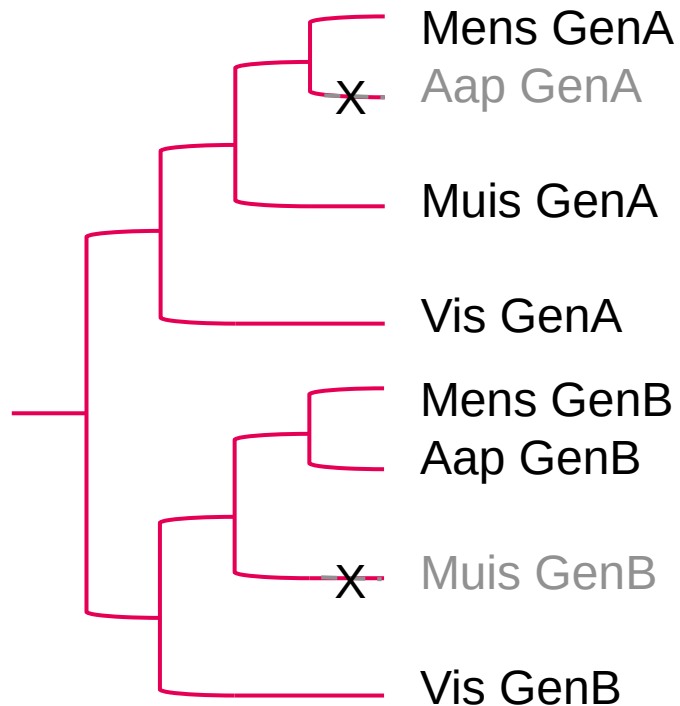 Mens GenA
X
Aap GenA
Muis GenA
Vis GenA
Mens GenB
Aap GenB
X
Muis GenB
Vis GenB